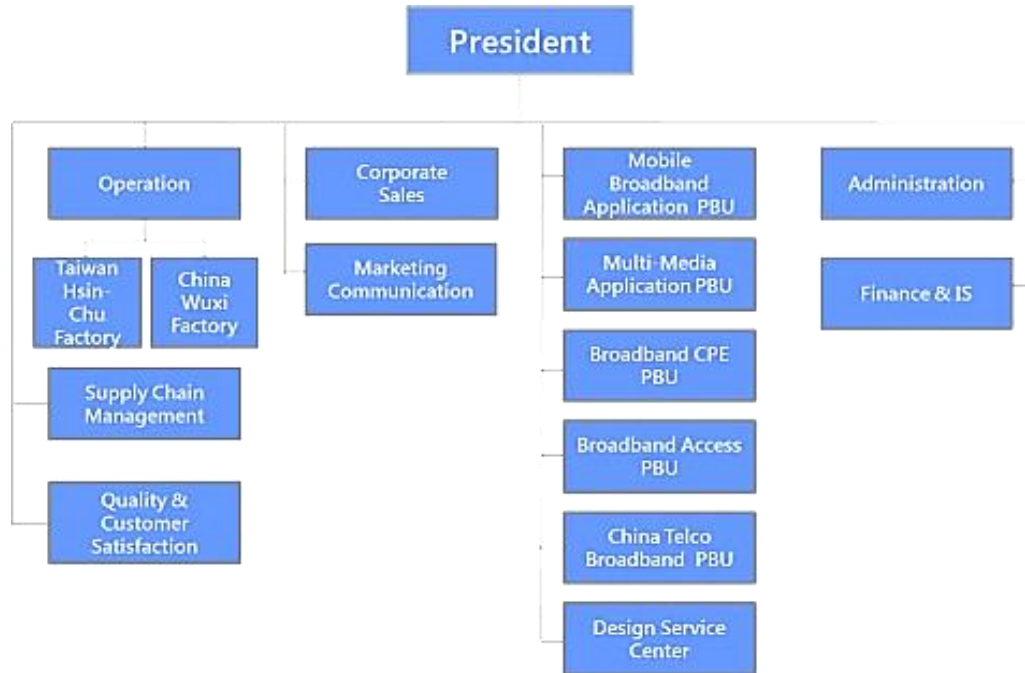 President
Operation
Taiwan
Hsin-
Chu
Factory
China
Wuxi
Factory
Supply Chain
Management
Quality &
Customer
Satisfaction
Corporate
Sales
Marketing
Communication
Mobile
Broadband
Application PBU
Multi-Media
Application PBU
Broadband CPE
PBU
Broadband Access
PBU
China Telco
Broadband PBU
Design Service
Center
Administration
Finance & IS